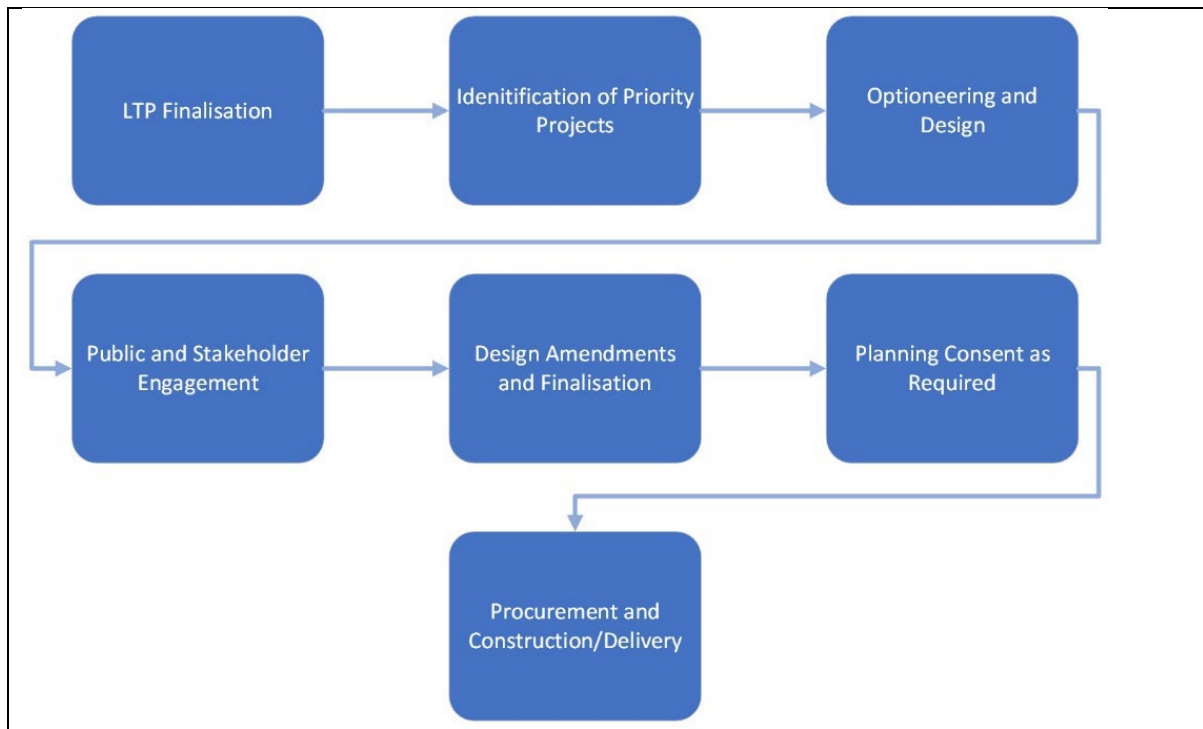 LTP Finalisation
Idenitification of Priority
Projects
Optioneering and
Design
Public and Stakeholder
Engagement
Design Amendments
and Finalisation
Planning Consent as
Required
Procurement and
Construction/Delivery